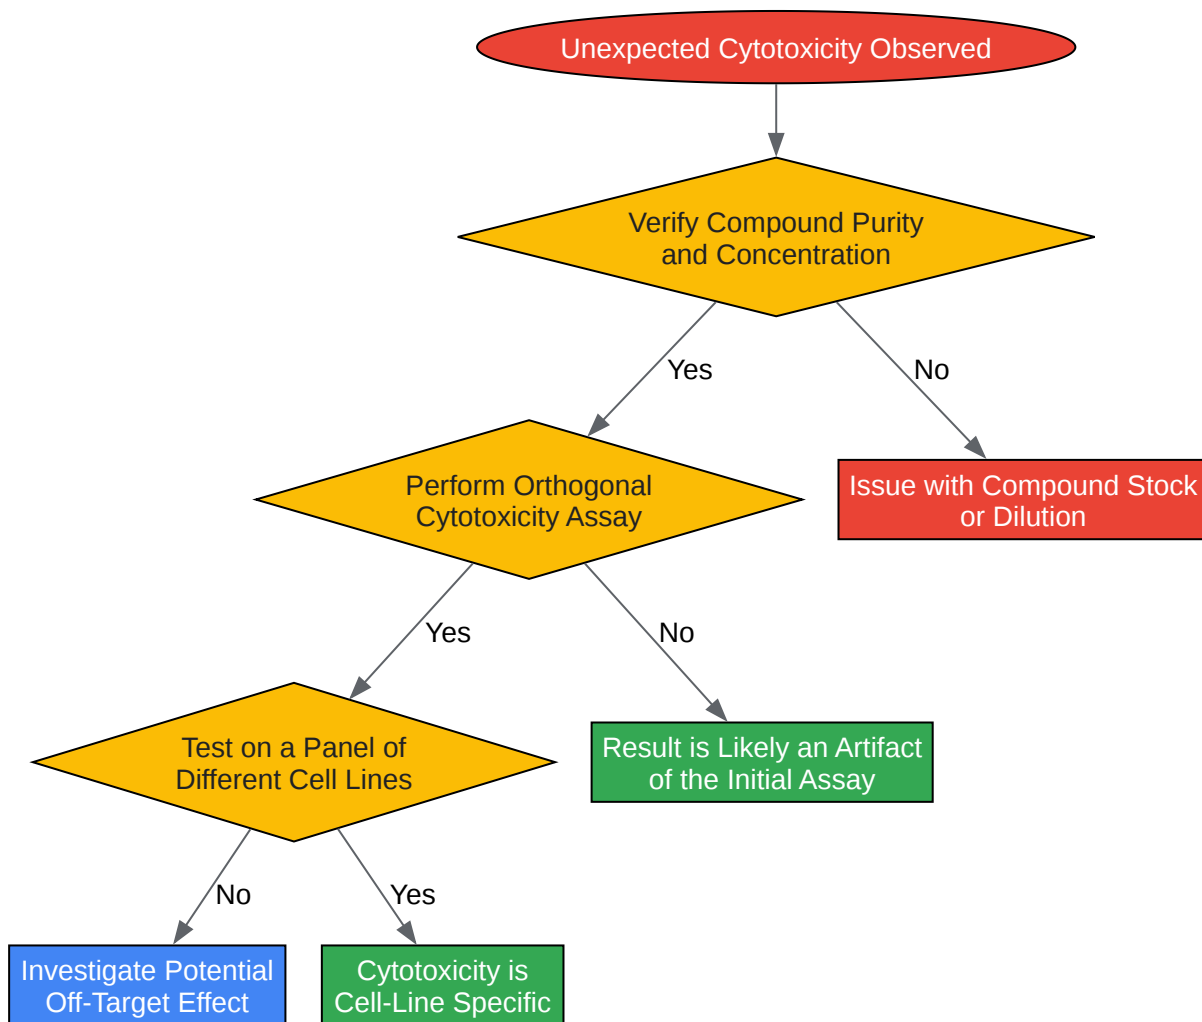 Unexpected Cytotoxicity Observed
Verify Compound Purity
and Concentration
Yes
No
Perform Orthogonal
Cytotoxicity Assay
Issue with Compound Stock
or Dilution
Yes
No
Test on a Panel of
Different Cell Lines
Result is Likely an Artifact
of the Initial Assay
No
Yes
Investigate Potential
Off-Target Effect
Cytotoxicity is
Cell-Line Specific